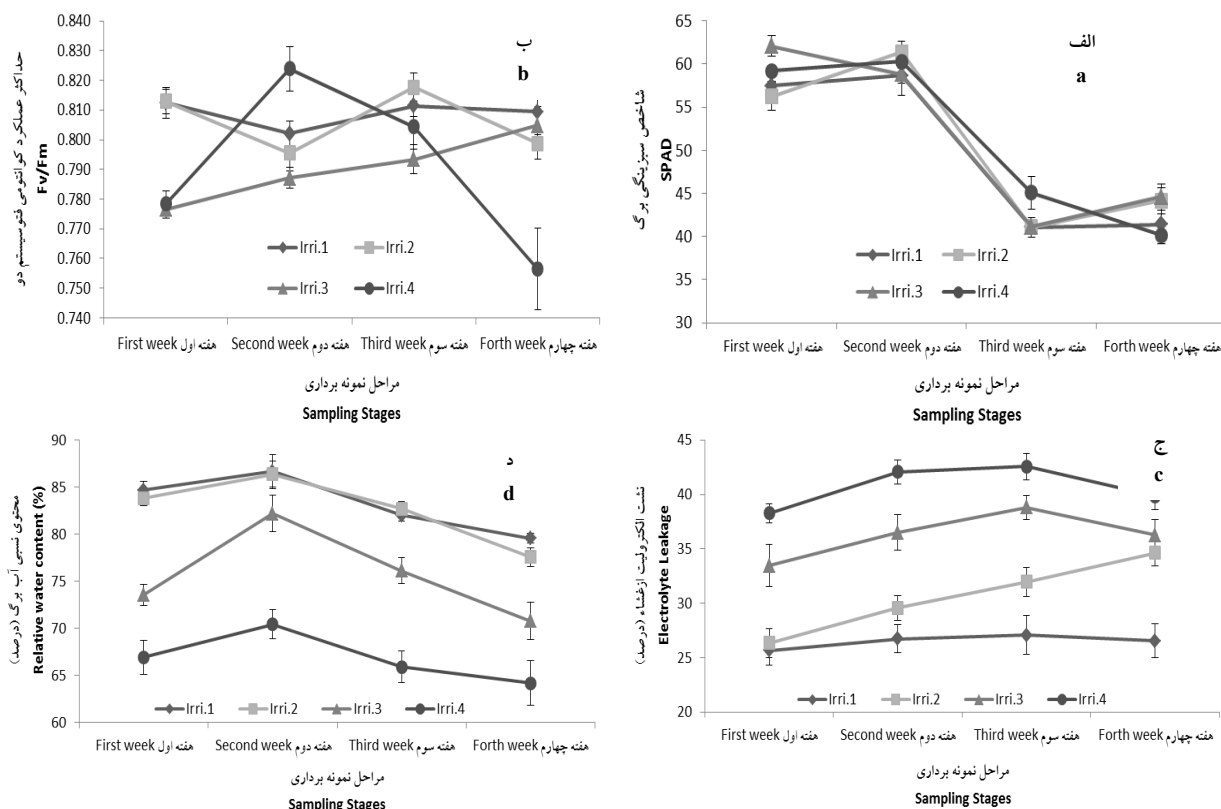 حداکثر عملکرد کوانتومی فتوسیستم دو
Fv/Fm
0.840
0.830
0.820
0.810
0.800
0.790
0.780
0.770
0.760
0.750
0.740
ب
b
Irri.1
Irri.2
Irri.3
Irri.4
First week هفته اول
Second week هفته دوم
Third week هفته سوم
Forth week هفته چهارم
مراحل نمونه برداری
Sampling Stages
شاخص سبزینگی برگ
SPAD
65
60
55
50
45
40
35
30
الف
a
Irri.1
Irri.2
Irri.3
Irri.4
First week هفته اول
Second week هفته دوم
Third week هفته سوم
Forth week هفته چهارم
مراحل نمونه برداری
Sampling Stages
محتوی نسبی آب برگ (درصد)
Relative water content (%)
90
85
80
75
70
65
60
د
d
Irri.1
Irri.2
Irri.3
Irri.4
First week هفته اول
Second week هفته دوم
Third week هفته سوم
Forth week هفته چهارم
مراحل نمونه برداری
Sampling Stages
نشت الکترولیت ازغشاء (درصد)
Electrolyte Leakage
45
40
35
30
25
20
ج
c
Irri.1
Irri.2
Irri.3
Irri.4
First week هفته اول
Second week هفته دوم
Third week هفته سوم
Forth week هفته چهارم
مراحل نمونه برداری
Sampling Stages